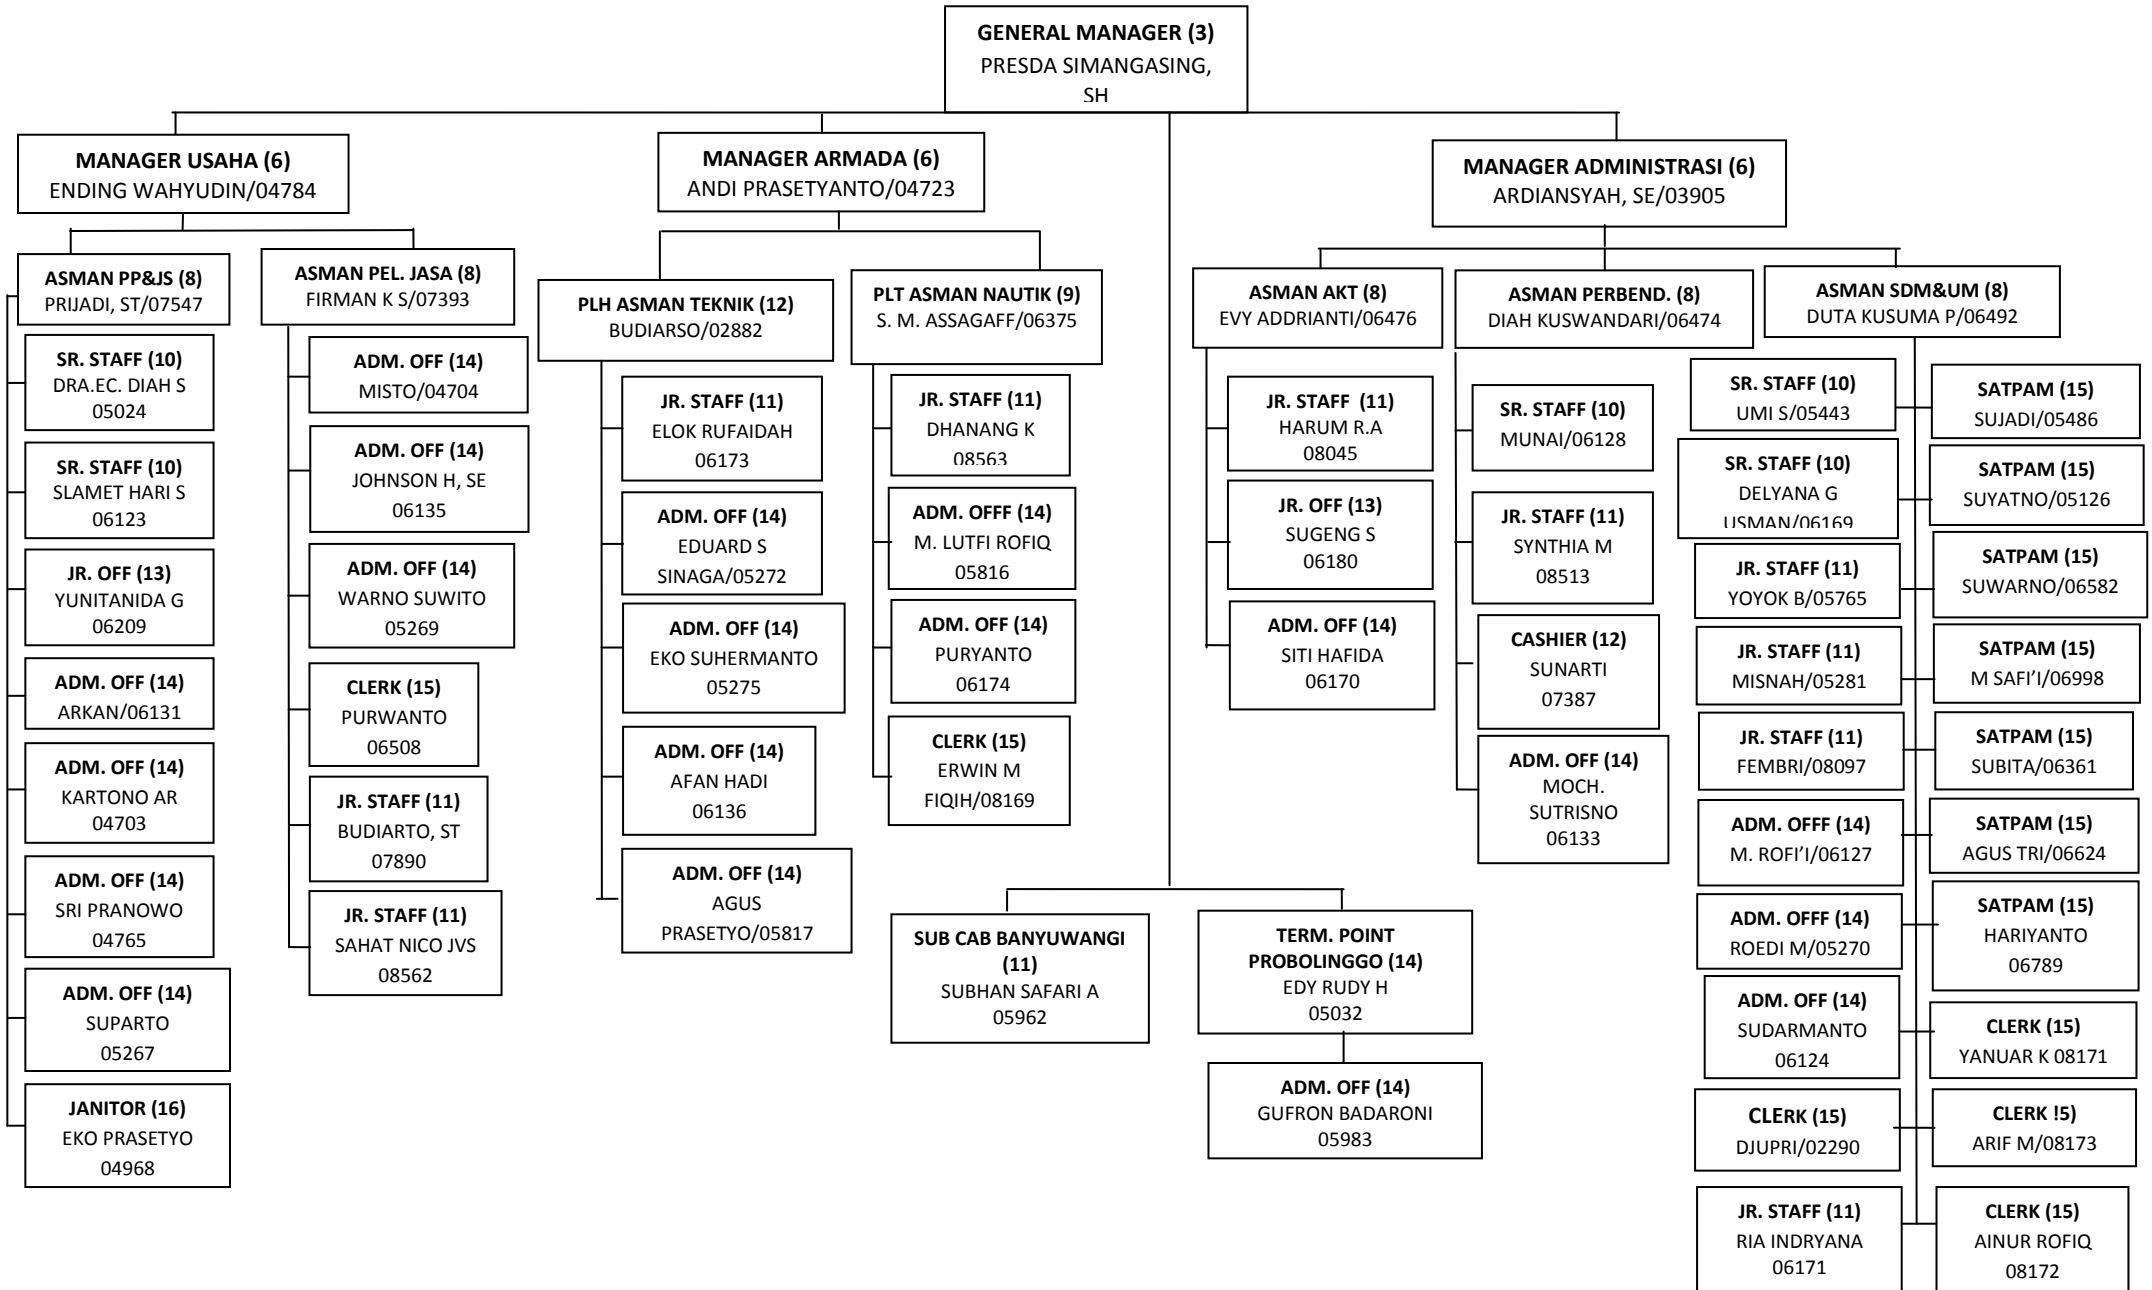 GENERAL MANAGER (3)
PRESDA SIMANGASING,
SH
MANAGER USAHA (6)
ENDING WAHYUDIN/04784
MANAGER ARMADA (6)
ANDI PRASETYANTO/04723
MANAGER ADMINISTRASI (6)
ARDIANSYAH, SE/03905
ASMAN PP&JS (8)
PRIJADI, ST/07547
SR. STAFF (10)
DRA.EC. DIAH S
05024
SR. STAFF (10)
SLAMET HARI S
06123
JR. OFF (13)
YUNITANIDA G
06209
ADM. OFF (14)
ARKAN/06131
ADM. OFF (14)
KARTONO AR
04703
ADM. OFF (14)
SRI PRANOWO
04765
ADM. OFF (14)
SUPARTO
05267
JANITOR (16)
EKO PRASETYO
04968
ASMAN PEL. JASA (8)
FIRMAN K S/07393
ADM. OFF (14)
MISTO/04704
ADM. OFF (14)
JOHNSON H, SE
06135
ADM. OFF (14)
WARNO SUWITO
05269
CLERK (15)
PURWANTO
06508
JR. STAFF (11)
BUDIARTO, ST
07890
JR. STAFF (11)
SAHAT NICO JVS
08562
PLH ASMAN TEKNIK (12)
BUDIARSO/02882
JR. STAFF (11)
ELOK RUFAIDAH
06173
ADM. OFF (14)
EDUARD S
SINAGA/05272
ADM. OFF (14)
EKO SUHERMANTO
05275
ADM. OFF (14)
AFAN HADI
06136
ADM. OFF (14)
AGUS
PRASETYO/05817
PLT ASMAN NAUTIK (9)
S. M. ASSAGAFF/06375
JR. STAFF (11)
DHANANG K
08563
ADM. OFFF (14)
M. LUTFI ROFIQ
05816
ADM. OFF (14)
PURYANTO
06174
CLERK (15)
ERWIN M
FIQIH/08169
SUB CAB BANYUWANGI
(11)
SUBHAN SAFARI A
05962
TERM. POINT
PROBOLINGGO (14)
EDY RUDY H
05032
ADM. OFF (14)
GUFRON BADARONI
05983
ASMAN AKT (8)
EVY ADDRIANTI/06476
JR. STAFF  (11)
HARUM R.A
08045
JR. OFF (13)
SUGENG S
06180
ADM. OFF (14)
SITI HAFIDA
06170
ASMAN PERBEND. (8)
DIAH KUSWANDARI/06474
SR. STAFF (10)
MUNAI/06128
JR. STAFF (11)
SYNTHIA M
08513
CASHIER (12)
SUNARTI
07387
ADM. OFF (14)
MOCH.
SUTRISNO
06133
ASMAN SDM&UM (8)
DUTA KUSUMA P/06492
SR. STAFF (10)
UMI S/05443
SR. STAFF (10)
DELYANA G
USMAN/06169
JR. STAFF (11)
YOYOK B/05765
JR. STAFF (11)
MISNAH/05281
JR. STAFF (11)
FEMBRI/08097
ADM. OFFF (14)
M. ROFI'I/06127
ADM. OFFF (14)
ROEDI M/05270
ADM. OFF (14)
SUDARMANTO
06124
CLERK (15)
DJUPRI/02290
JR. STAFF (11)
RIA INDRYANA
06171
SATPAM (15)
SUJADI/05486
SATPAM (15)
SUYATNO/05126
SATPAM (15)
SUWARNO/06582
SATPAM (15)
M SAFI'I/06998
SATPAM (15)
SUBITA/06361
SATPAM (15)
AGUS TRI/06624
SATPAM (15)
HARIYANTO
06789
CLERK (15)
YANUAR K 08171
CLERK !5)
ARIF M/08173
CLERK (15)
AINUR ROFIQ
08172